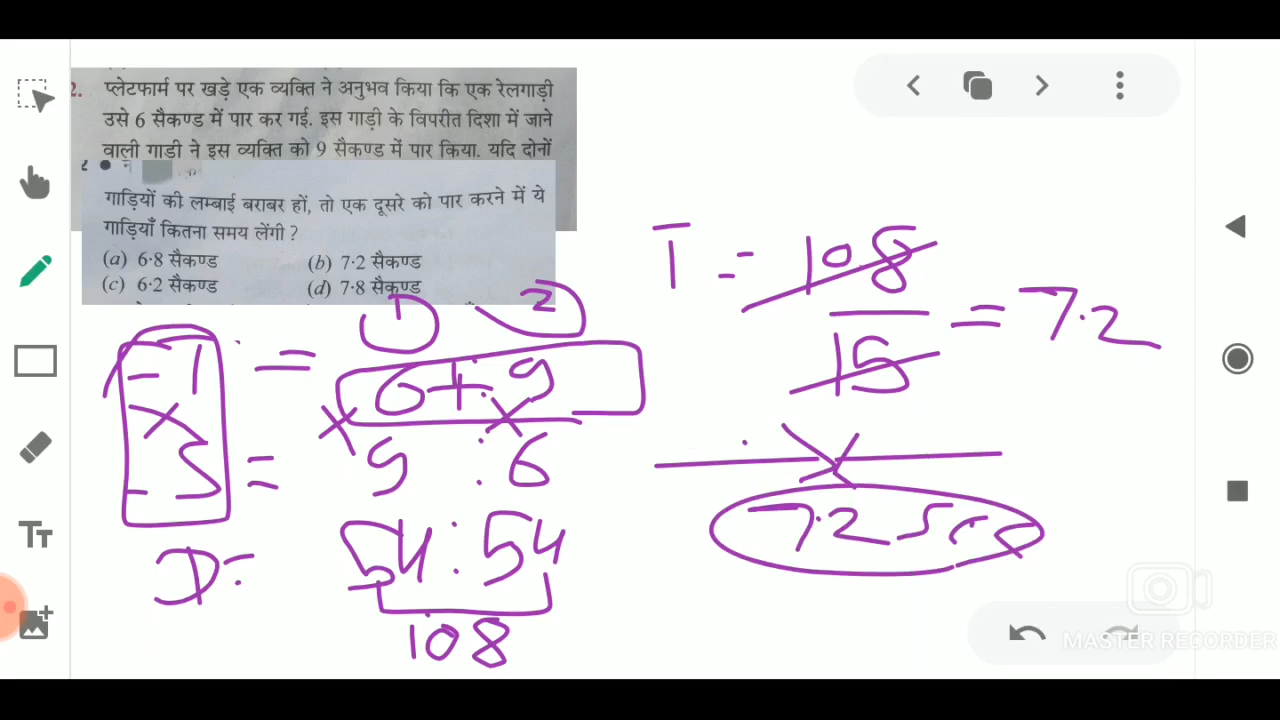 2. प्लेटफार्म पर खड़े एक व्यक्ति ने अनुभव किया कि एक रेलगाड़ी
उसे 6 सैकण्ड में पार कर गई. इस गाड़ी के विपरीत दिशा में जाने
वाली गाड़ी ने इस व्यक्ति को 9 सैकण्ड में पार किया. यदि दोनों
गाड़ियों की लम्बाई बराबर हों, तो एक दूसरे को पार करने में ये
गाड़ियाँ कितना समय लेंगी ?
(a) 6·8 सैकण्ड (b) 7·2 सैकण्ड
(c) 6·2 सैकण्ड (d) 7·8 सैकण्ड
T = 108
15 = 7.2
1 2
T = 6 + 9
S = 9 : 6
7.2 Sec
D = 54 : 54
108
Tт
MASTER RECORDER